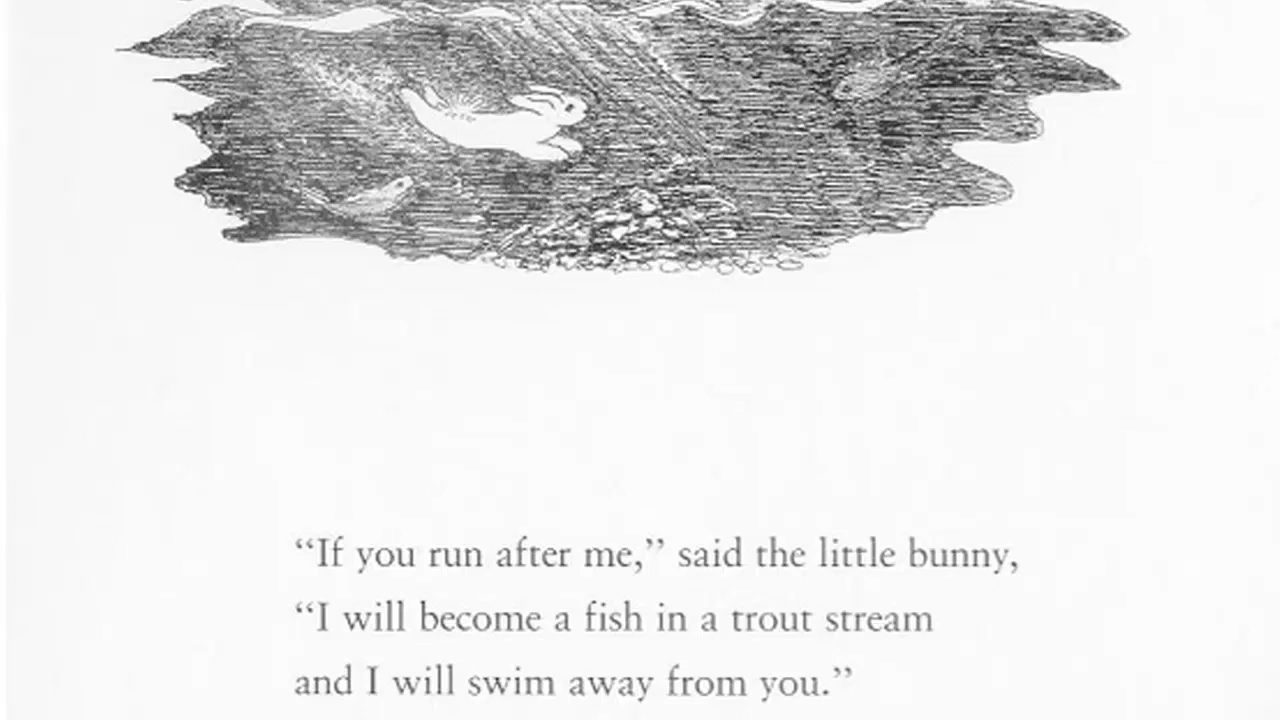 “If you run after me,” said the little bunny,
“I will become a fish in a trout stream
and I will swim away from you.”